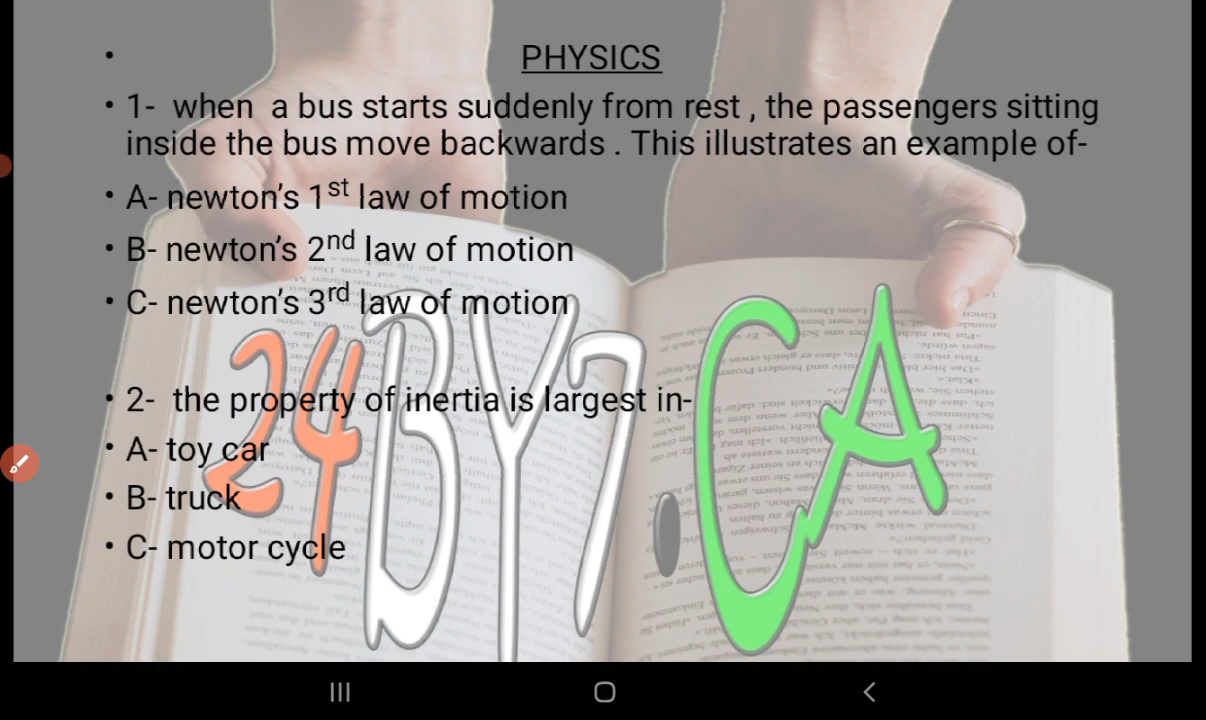 PHYSICS
• 1- when a bus starts suddenly from rest , the passengers sitting
inside the bus move backwards . This illustrates an example of-
• A- newton's 1st law of motion
• B- newton's 2nd law of motion
• C- newton's 3rd law of motion
• 2- the property of inertia is largest in-
• A- toy car
• B- truck
• C- motor cycle
24BY7.CA